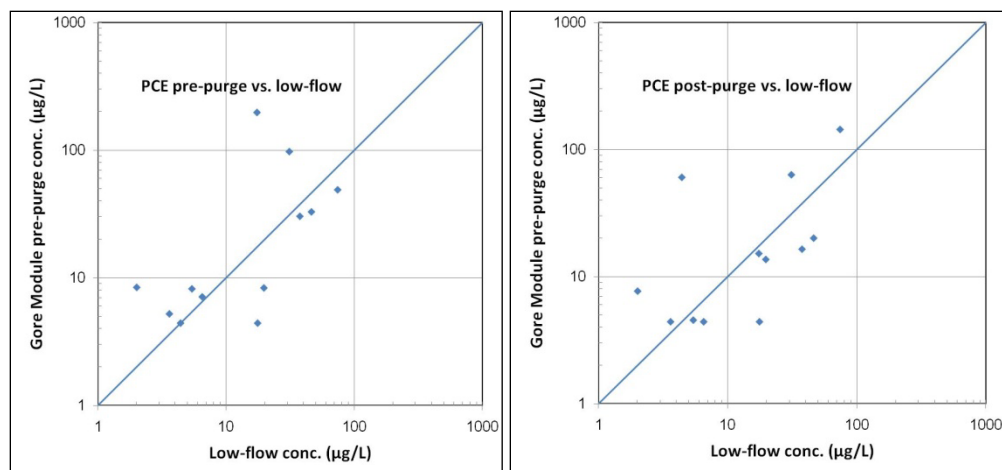 1000
PCE pre-purge vs. low-flow
100
10
1
1
10
100
1000
Gore Module pre-purge conc. (µg/L)
Low-flow conc. (µg/L)
1000
PCE post-purge vs. low-flow
100
10
1
1
10
100
1000
Gore Module pre-purge conc. (µg/L)
Low-flow conc. (µg/L)